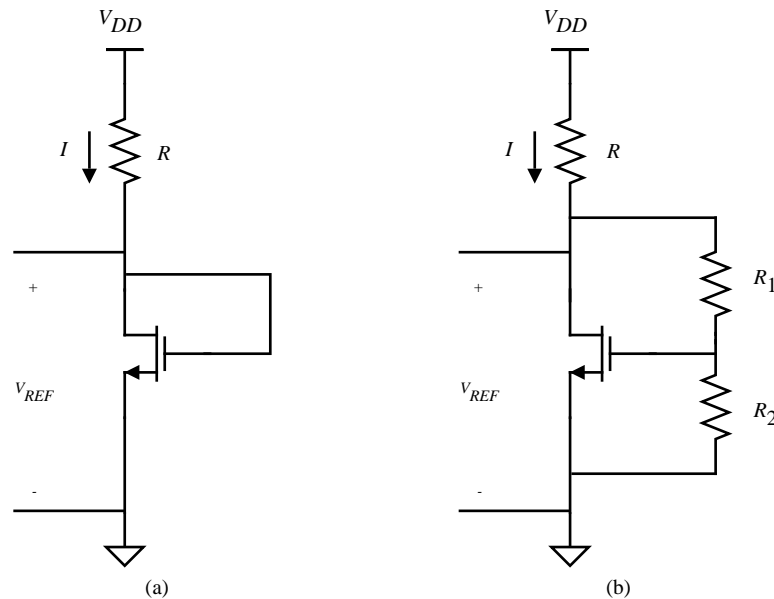 V_DD
I
R
+
V_REF
-
(a)
V_DD
I
R
R_1
+
V_REF
R_2
-
(b)